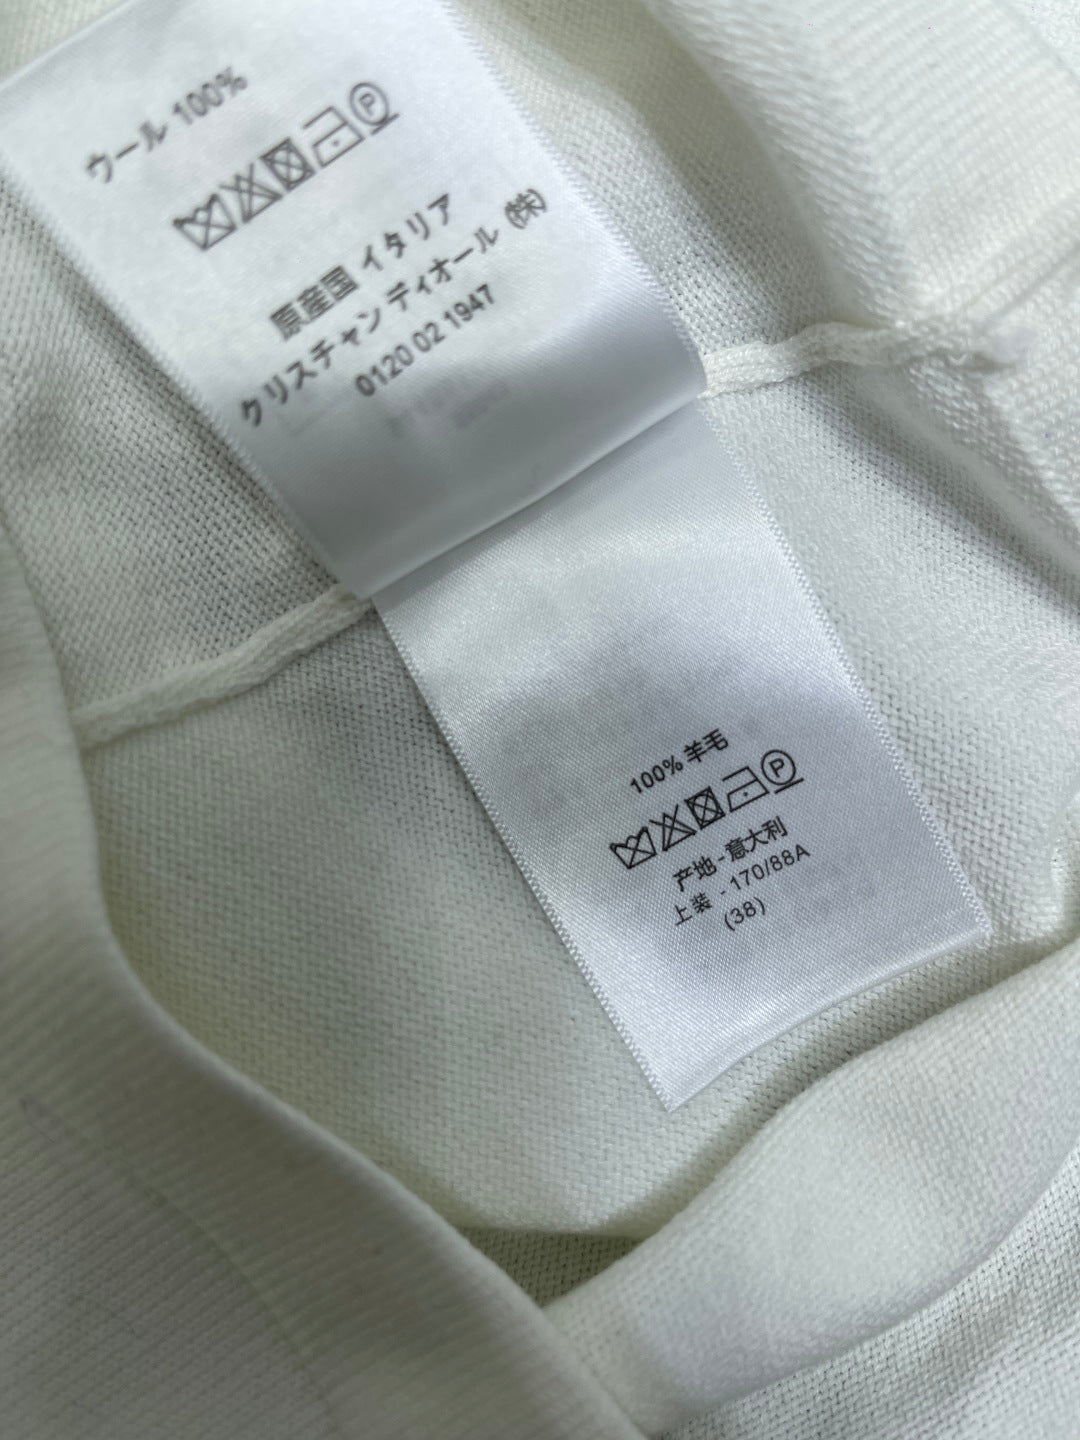 ウール 100%
原産国 イタリア
クリスチャン ディオール (株)
0120 02 1947
100% 羊毛
产地 - 意大利
上装 - 170/88A
(38)